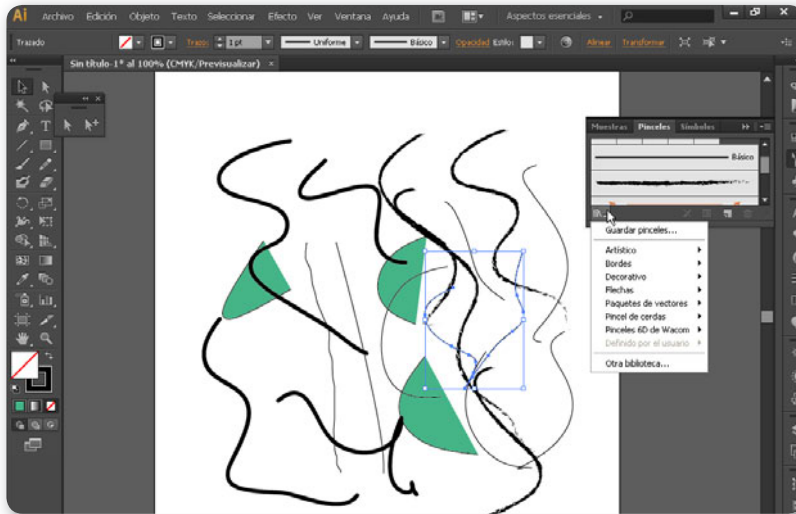 Ai Archivo Edición Objeto Texto Seleccionar Efecto Ver Ventana Ayuda Br Aspectos esenciales
Trazado Trazo: 1 pt Uniforme Básico Opacidad Estilo: Alinear Transformar
Sin título-1* al 100% (CMYK/Previsualizar) ×
Muestras Pinceles Símbolos
Básico
Guardar pinceles...
Artístico
Bordes
Decorativo
Flechas
Paquetes de vectores
Pincel de cerdas
Pinceles 6D de Wacom
Definido por el usuario
Otra biblioteca...